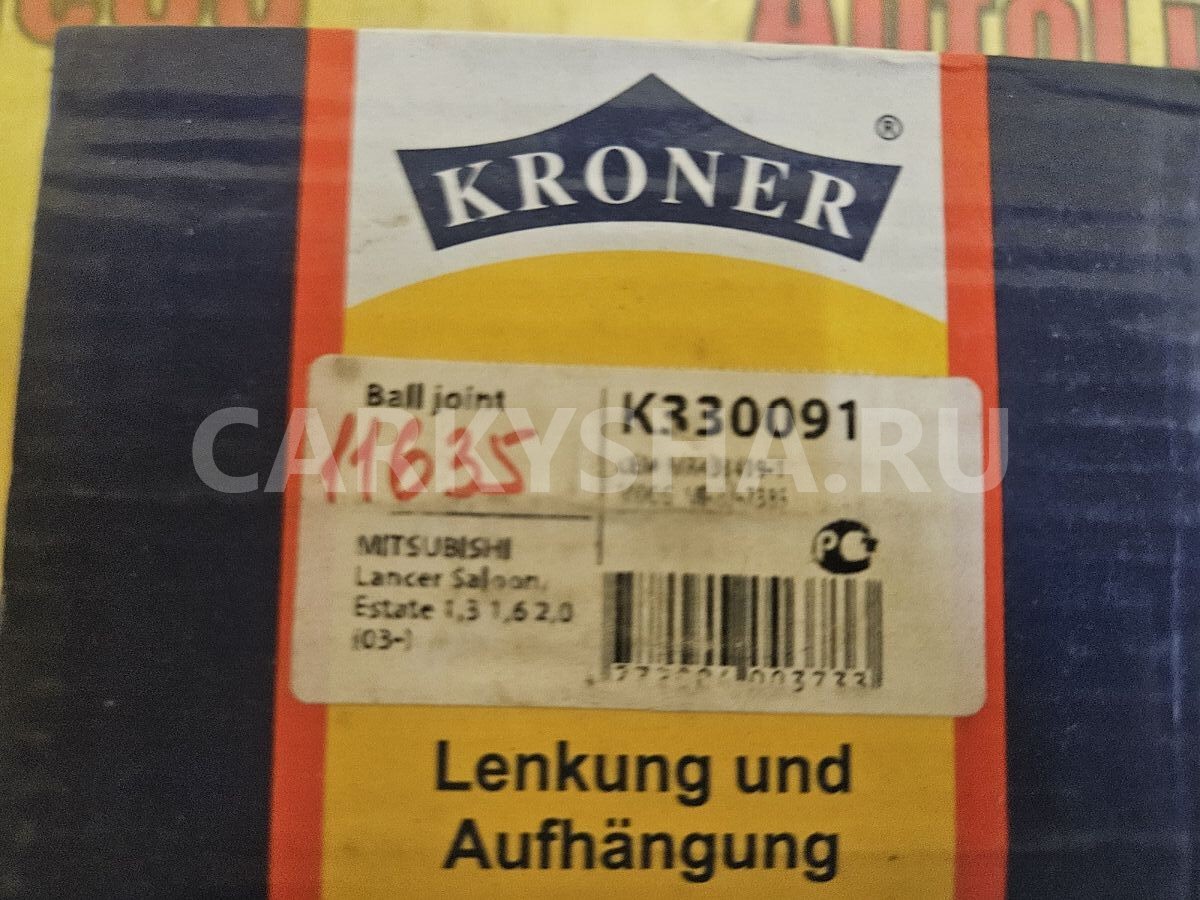 KRONER
®
Ball joint
K330091
11635
MITSUBISHI
Lancer Saloon,
Estate 1,3 1,6 2,0
(03-)
CARKYSHA.RU
Lenkung und
Aufhängung